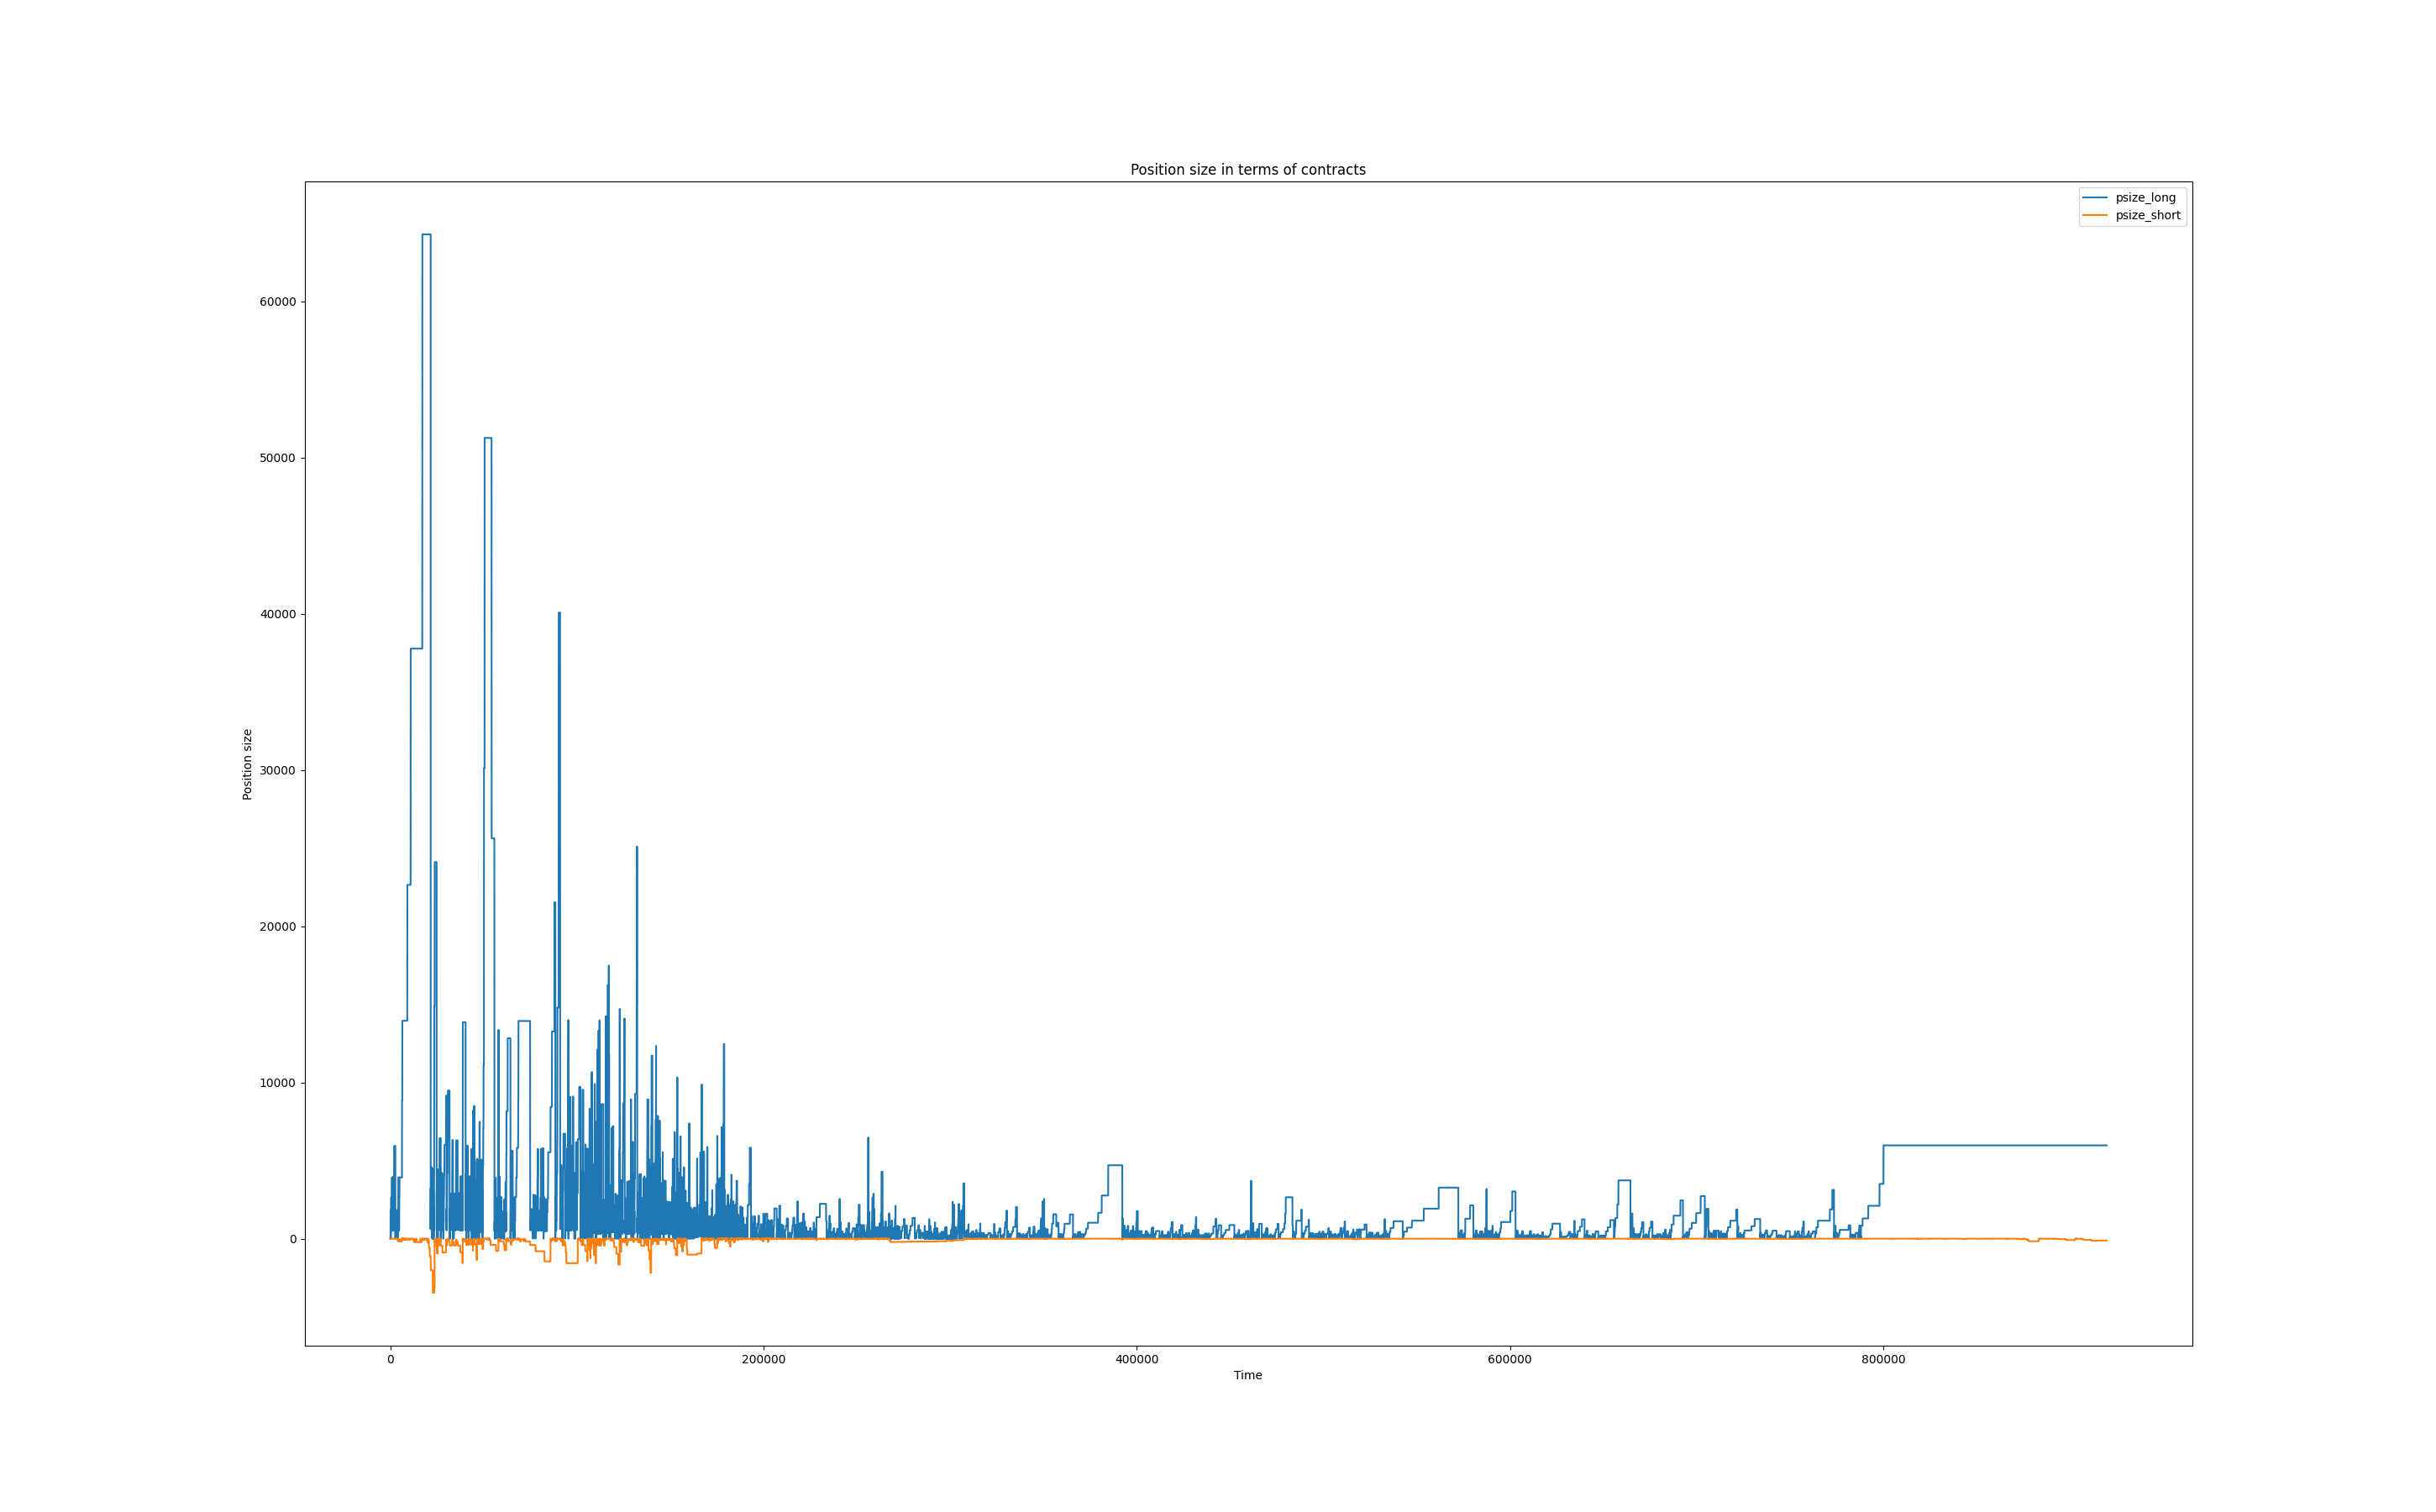 Position size in terms of contracts
psize_long
psize_short
Position size
60000
50000
40000
30000
20000
10000
0
0
200000
400000
600000
800000
Time